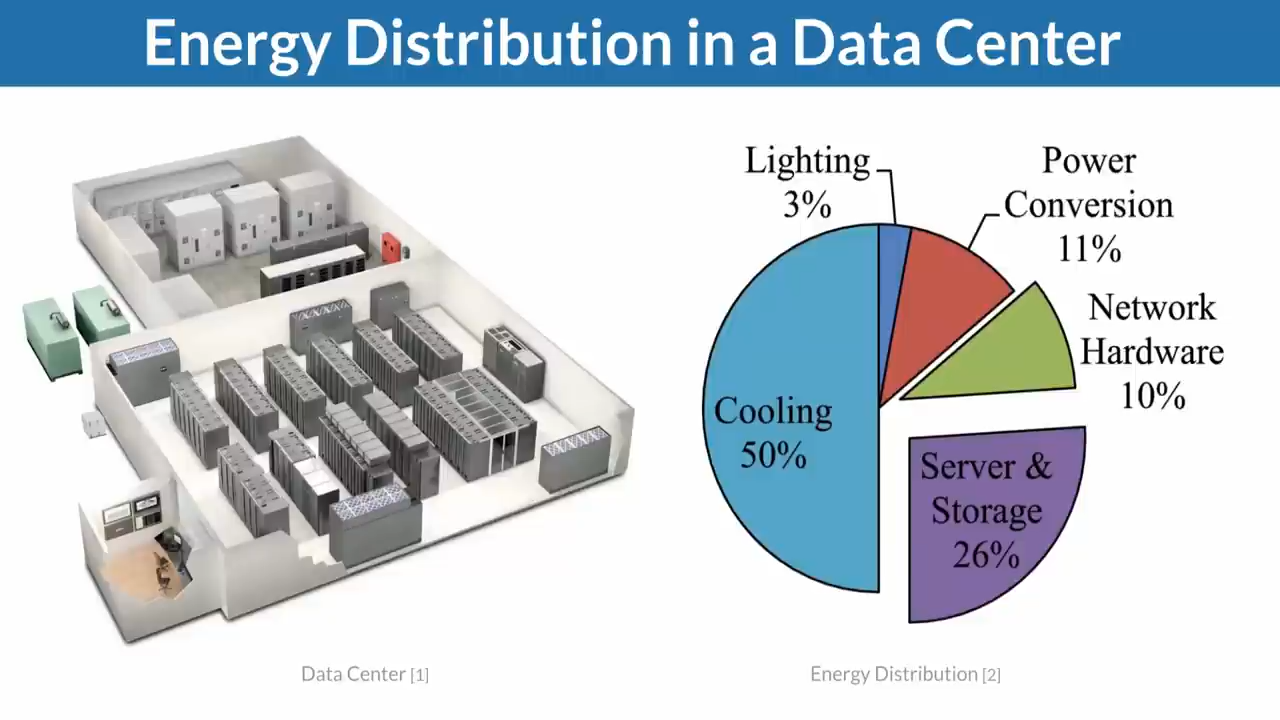 Energy Distribution in a Data Center
Lighting
3%
Power
Conversion
11%
Network
Hardware
10%
Cooling
50%
Server &
Storage
26%
Data Center [1]
Energy Distribution [2]